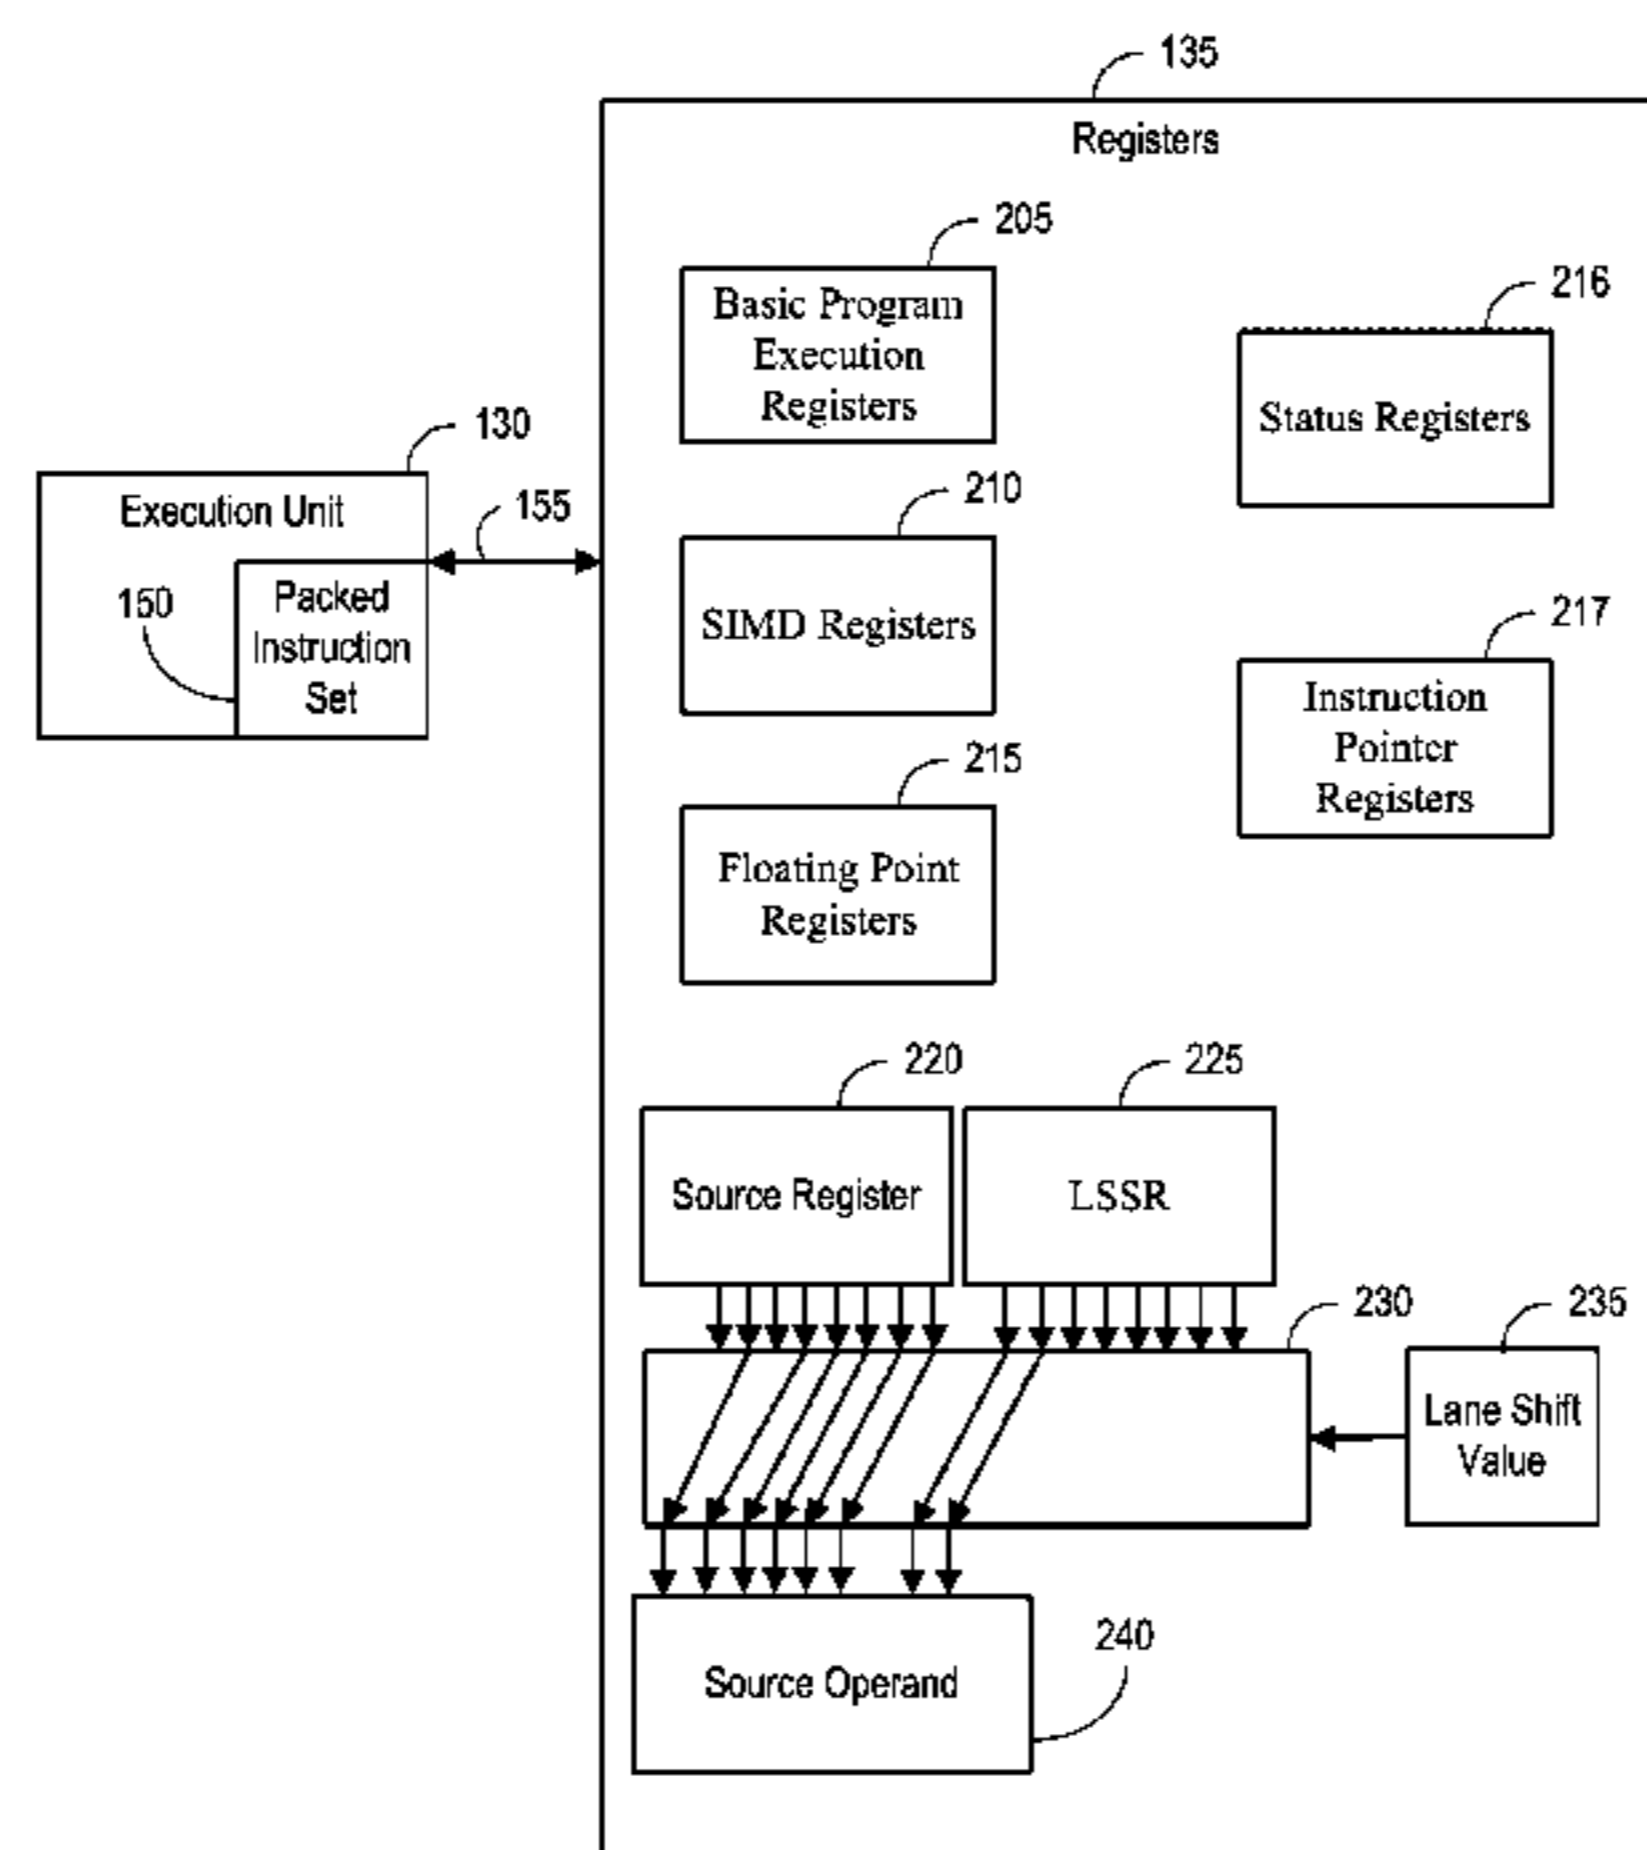 135
Registers
205
Basic Program
Execution
Registers
216
Status Registers
130
Execution Unit
155
150
Packed
Instruction
Set
210
SIMD Registers
217
Instruction
Pointer
Registers
215
Floating Point
Registers
220
225
Source Register
LSSR
230
235
Lane Shift
Value
240
Source Operand